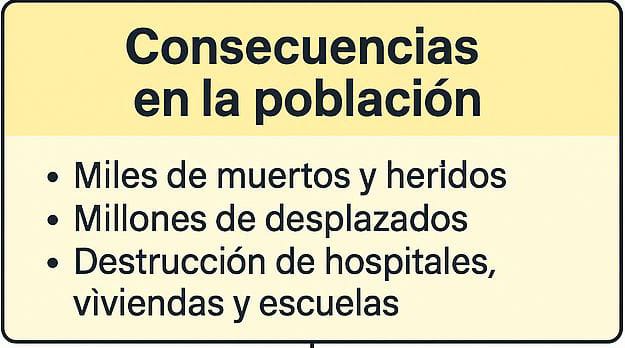 Consecuencias
en la población
• Miles de muertos y heridos
• Millones de desplazados
• Destrucción de hospitales,
viviendas y escuelas